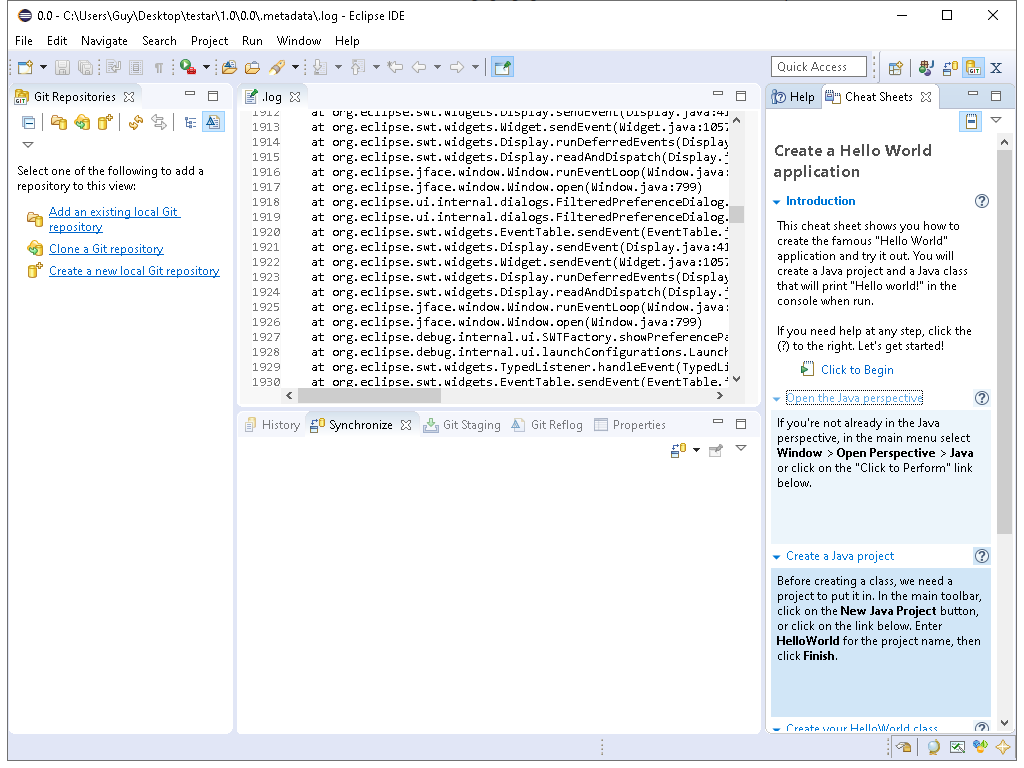 0.0 - C:\Users\Guy\Desktop\testar\1.0\0.0\.metadata\.log - Eclipse IDE
File Edit Navigate Search Project Run Window Help
Quick Access
Git Repositories
.log
Help Cheat Sheets
Select one of the following to add a
repository to this view:
Add an existing local Git
repository
Clone a Git repository
Create a new local Git repository
1912 at org.eclipse.swt.widgets.Display.sendEvent(Display.java:41
1913 at org.eclipse.swt.widgets.Widget.sendEvent(Widget.java:1057
1914 at org.eclipse.swt.widgets.Display.runDeferredEvents(Display
1915 at org.eclipse.swt.widgets.Display.readAndDispatch(Display.j
1916 at org.eclipse.jface.window.Window.runEventLoop(Window.java:
1917 at org.eclipse.jface.window.Window.open(Window.java:799)
1918 at org.eclipse.ui.internal.dialogs.FilteredPreferenceDialog.
1919 at org.eclipse.ui.internal.dialogs.FilteredPreferenceDialog.
1920 at org.eclipse.swt.widgets.EventTable.sendEvent(EventTable.j
1921 at org.eclipse.swt.widgets.Display.sendEvent(Display.java:41
1922 at org.eclipse.swt.widgets.Widget.sendEvent(Widget.java:1057
1923 at org.eclipse.swt.widgets.Display.runDeferredEvents(Display
1924 at org.eclipse.swt.widgets.Display.readAndDispatch(Display.j
1925 at org.eclipse.jface.window.Window.runEventLoop(Window.java:
1926 at org.eclipse.jface.window.Window.open(Window.java:799)
1927 at org.eclipse.debug.internal.ui.SWTFactory.showPreferencePa
1928 at org.eclipse.debug.internal.ui.launchConfigurations.Launch
1929 at org.eclipse.swt.widgets.TypedListener.handleEvent(TypedLi
1930 at org.eclipse.swt.widgets.EventTable.sendEvent(EventTable.j
History Synchronize Git Staging Git Reflog Properties
Create a Hello World
application
Introduction
This cheat sheet shows you how to
create the famous "Hello World"
application and try it out. You will
create a Java project and a Java class
that will print "Hello world!" in the
console when run.
If you need help at any step, click the
(?) to the right. Let's get started!
Click to Begin
Open the Java perspective
If you're not already in the Java
perspective, in the main menu select
Window > Open Perspective > Java
or click on the "Click to Perform" link
below.
Create a Java project
Before creating a class, we need a
project to put it in. In the main toolbar,
click on the New Java Project button,
or click on the link below. Enter
HelloWorld for the project name, then
click Finish.
Create your HelloWorld class